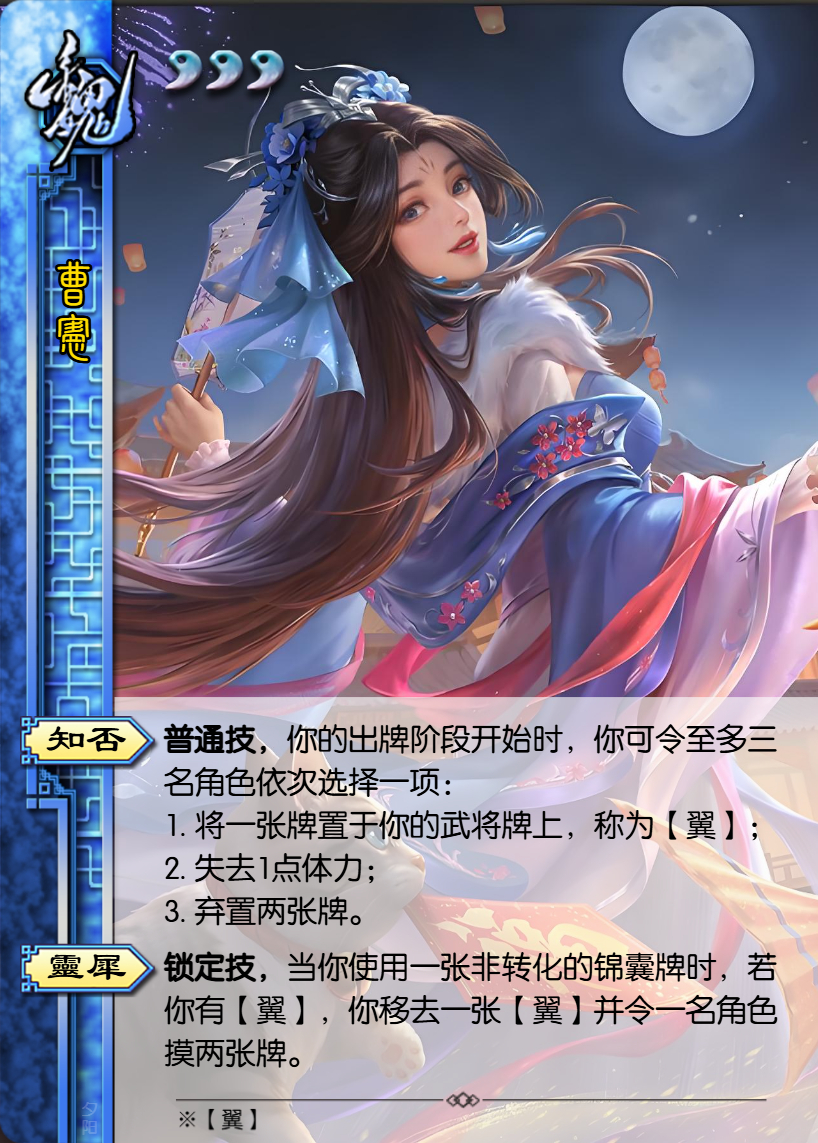 魏
曹憲
知否
普通技，你的出牌阶段开始时，你可令至多三
名角色依次选择一项：
1. 将一张牌置于你的武将牌上，称为【翼】；
2. 失去1点体力；
3. 弃置两张牌。
靈犀
锁定技，当你使用一张非转化的锦囊牌时，若
你有【翼】，你移去一张【翼】并令一名角色
摸两张牌。
※【翼】
夕阳